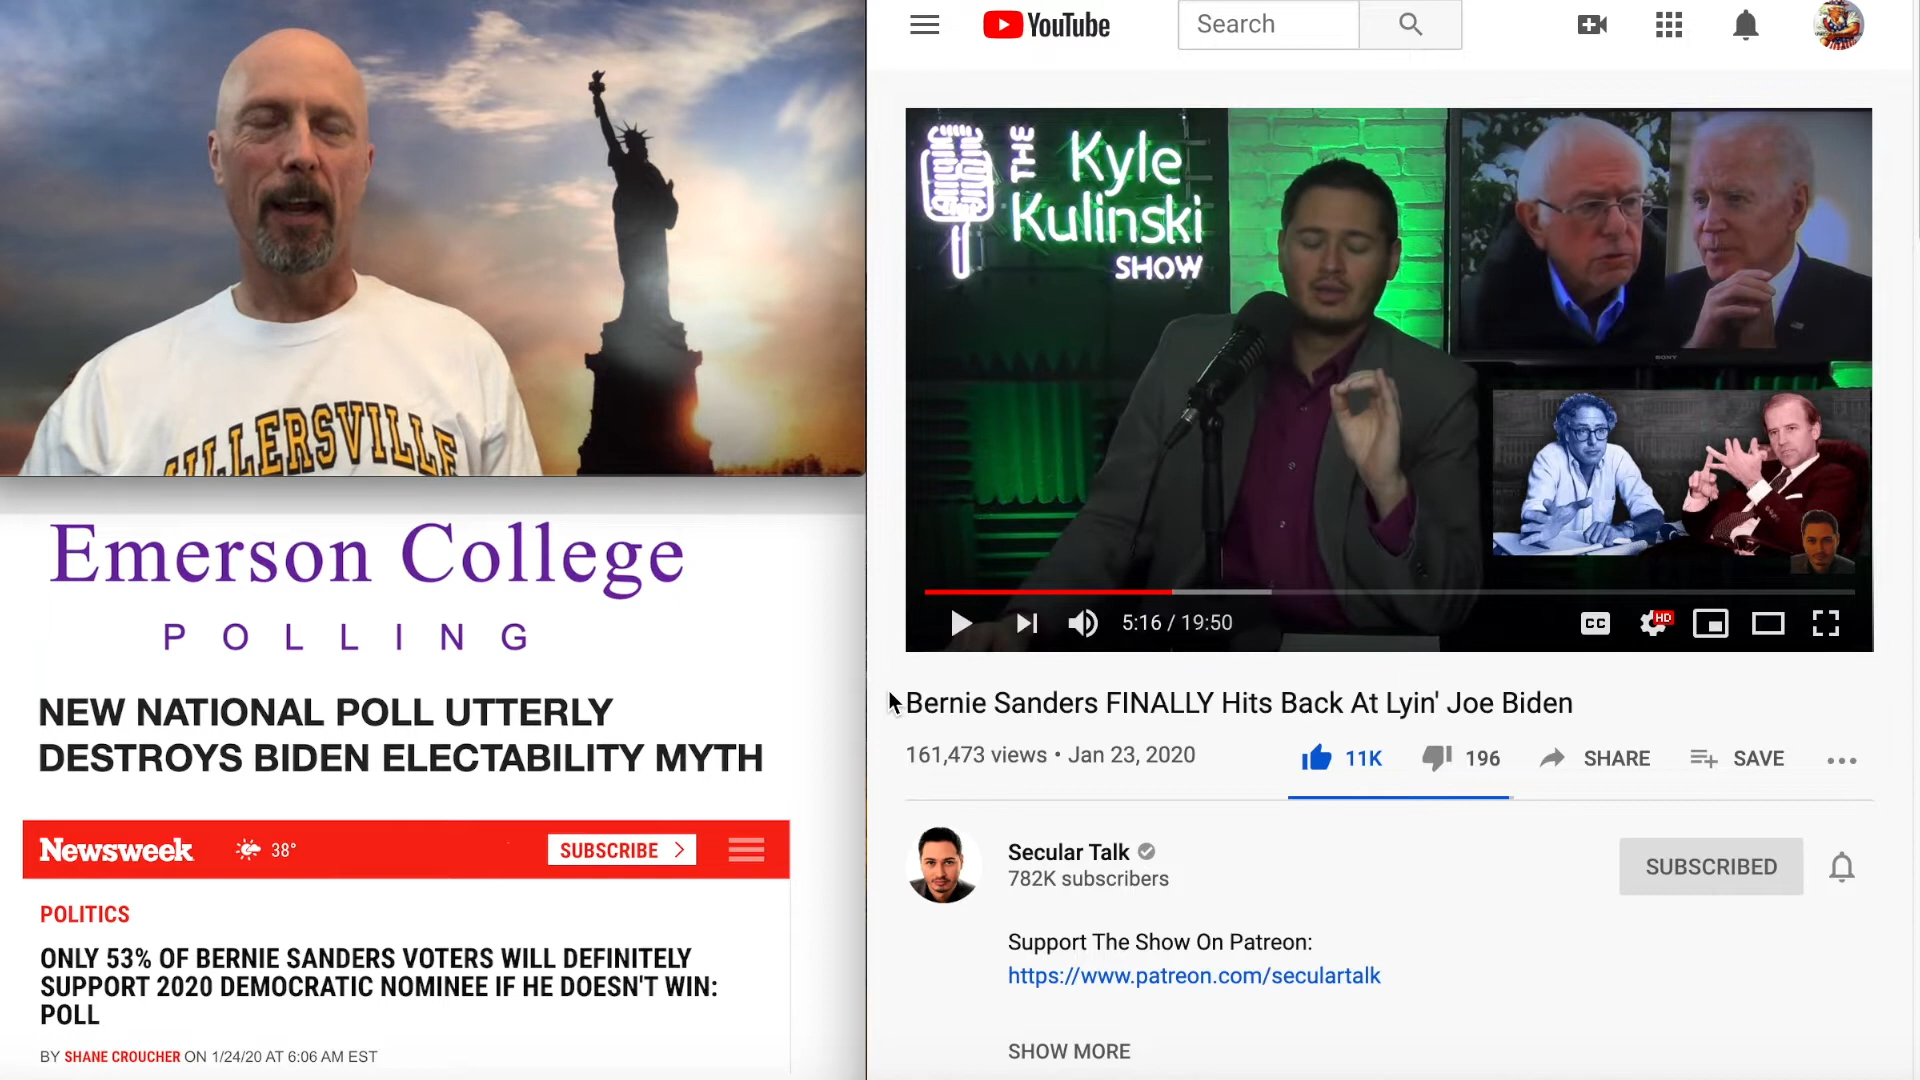 LLERSVILLE
Emerson College
POLLING
NEW NATIONAL POLL UTTERLY
DESTROYS BIDEN ELECTABILITY MYTH
Newsweek
38°
SUBSCRIBE >
POLITICS
ONLY 53% OF BERNIE SANDERS VOTERS WILL DEFINITELY
SUPPORT 2020 DEMOCRATIC NOMINEE IF HE DOESN'T WIN:
POLL
BY SHANE CROUCHER ON 1/24/20 AT 6:06 AM EST
YouTube
Search
THE
Kyle
Kulinski
SHOW
SONY
5:16 / 19:50
CC
HD
Bernie Sanders FINALLY Hits Back At Lyin' Joe Biden
161,473 views • Jan 23, 2020
11K
196
SHARE
SAVE
Secular Talk
782K subscribers
SUBSCRIBED
Support The Show On Patreon:
https://www.patreon.com/seculartalk
SHOW MORE